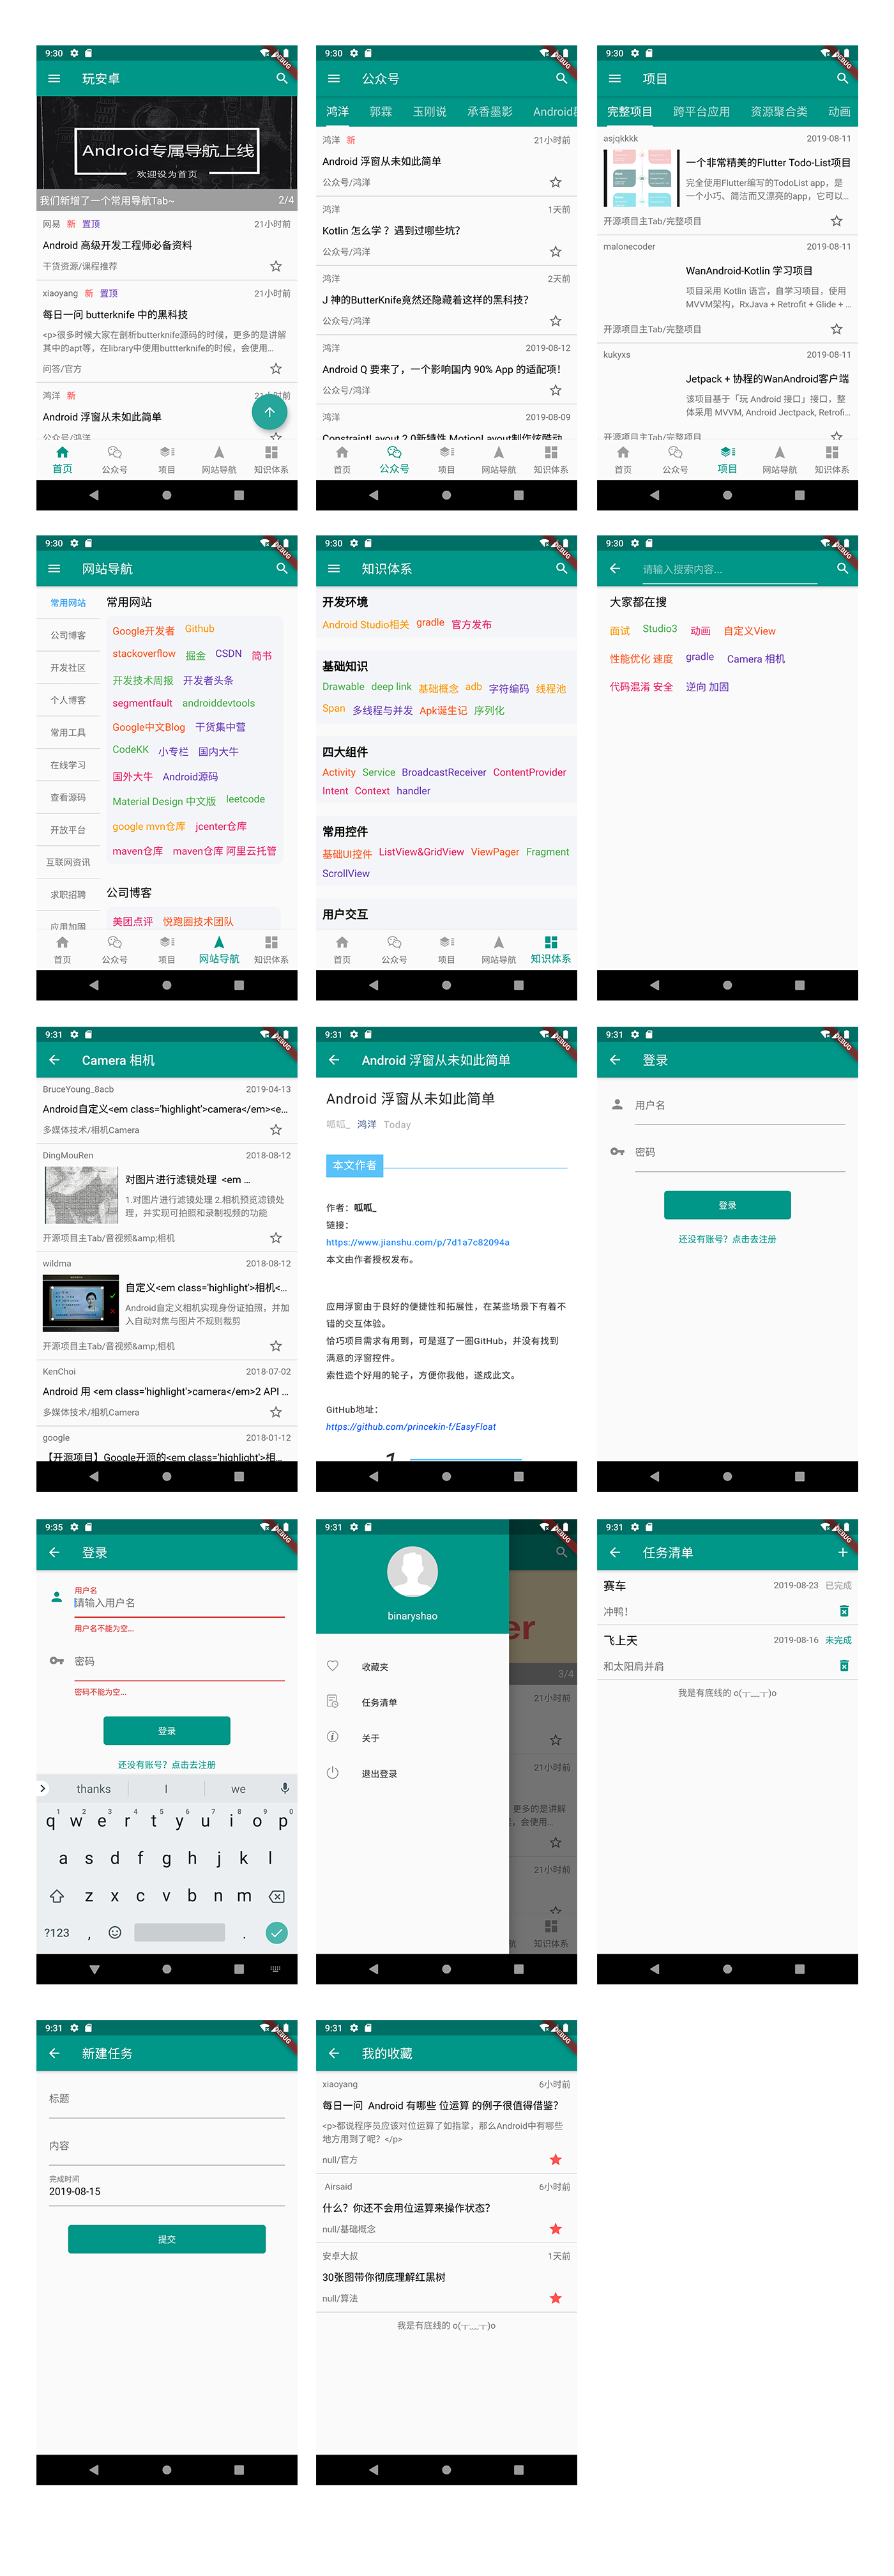 9:30
DEBUG
玩安卓
Android专属导航上线
欢迎设为首页
我们新增了一个常用导航Tab~ 2/4
网易 新 置顶 21小时前
Android 高级开发工程师必备资料
干货资源/课程推荐
xiaoyang 新 置顶 21小时前
每日一问 butterknife 中的黑科技
<p>很多时候大家在剖析butterknife源码的时候，更多的是讲解
其中的apt等，在library中使用buttterknife的时候，会使用...
问答/官方
鸿洋 新
Android 浮窗从未如此简单
公众号/鸿洋
首页 公众号 项目 网站导航 知识体系
9:30
DEBUG
公众号
鸿洋 郭霖 玉刚说 承香墨影 Android
鸿洋 新 21小时前
Android 浮窗从未如此简单
公众号/鸿洋
鸿洋 1天前
Kotlin 怎么学 ？遇到过哪些坑？
公众号/鸿洋
鸿洋 2天前
J 神的ButterKnife竟然还隐藏着这样的黑科技？
公众号/鸿洋
鸿洋 2019-08-12
Android Q 要来了，一个影响国内 90% App 的适配项！
公众号/鸿洋
鸿洋 2019-08-09
ConstraintLayout 2.0新特性 MotionLayout制作炫酷动
首页 公众号 项目 网站导航 知识体系
9:30
DEBUG
项目
完整项目 跨平台应用 资源聚合类 动画
asjqkkkk 2019-08-11
一个非常精美的Flutter Todo-List项目
完全使用Flutter编写的TodoList app，是
一个小巧、简洁而又漂亮的app，它可以...
开源项目主Tab/完整项目
malonecoder 2019-08-11
WanAndroid-Kotlin 学习项目
项目采用 Kotlin 语言，自学习项目，使用
MVVM架构，RxJava + Retrofit + Glide + ...
开源项目主Tab/完整项目
kukyxs 2019-08-11
Jetpack + 协程的WanAndroid客户端
该项目基于「玩 Android 接口」接口，整
体采用 MVVM, Android Jectpack, Retrofi...
开源项目主Tab/完整项目
首页 公众号 项目 网站导航 知识体系
9:30
DEBUG
网站导航
常用网站
公司博客
开发社区
个人博客
常用工具
在线学习
查看源码
开放平台
互联网资讯
求职招聘
应用加固
常用网站
Google开发者 Github
stackoverflow 掘金 CSDN 简书
开发技术周报 开发者头条
segmentfault androiddevtools
Google中文Blog 干货集中营
CodeKK 小专栏 国内大牛
国外大牛 Android源码
Material Design 中文版 leetcode
google mvn仓库 jcenter仓库
maven仓库 maven仓库 阿里云托管
公司博客
美团点评 悦跑圈技术团队
首页 公众号 项目 网站导航 知识体系
9:30
DEBUG
知识体系
开发环境
Android Studio相关 gradle 官方发布
基础知识
Drawable deep link 基础概念 adb 字符编码 线程池
Span 多线程与并发 Apk诞生记 序列化
四大组件
Activity Service BroadcastReceiver ContentProvider
Intent Context handler
常用控件
基础UI控件 ListView&GridView ViewPager Fragment
ScrollView
用户交互
首页 公众号 项目 网站导航 知识体系
9:30
DEBUG
请输入搜索内容...
大家都在搜
面试 Studio3 动画 自定义View
性能优化 速度 gradle Camera 相机
代码混淆 安全 逆向 加固
9:31
DEBUG
Camera 相机
BruceYoung_8acb 2019-04-13
Android自定义<em class='highlight'>camera</em><e...
多媒体技术/相机Camera
DingMouRen 2018-08-12
对图片进行滤镜处理 <em ...
1.对图片进行滤镜处理 2.相机预览滤镜处
理，并实现可拍照和录制视频的功能
开源项目主Tab/音视频&amp;相机
wildma 2018-08-12
自定义<em class='highlight'>相机<...
Android自定义相机实现身份证拍照，并加
入自动对焦与图片不规则裁剪
开源项目主Tab/音视频&amp;相机
KenChoi 2018-07-02
Android 用 <em class='highlight'>camera</em>2 API ...
多媒体技术/相机Camera
google 2018-01-12
【开源项目】Google开源的<em class='highlight'>相...
9:31
DEBUG
Android 浮窗从未如此简单
Android 浮窗从未如此简单
呱呱_ 鸿洋 Today
本文作者
作者：呱呱_
链接：
https://www.jianshu.com/p/7d1a7c82094a
本文由作者授权发布。
应用浮窗由于良好的便捷性和拓展性，在某些场景下有着不
错的交互体验。
恰巧项目需求有用到，可是逛了一圈GitHub，并没有找到
满意的浮窗控件。
索性造个好用的轮子，方便你我他，遂成此文。
GitHub地址：
https://github.com/princekin-f/EasyFloat
9:31
DEBUG
登录
用户名
密码
登录
还没有账号？点击去注册
9:35
DEBUG
登录
用户名
请输入用户名
用户名不能为空...
密码
密码不能为空...
登录
还没有账号？点击去注册
thanks I we
q1 w2 e3 r4 t5 y6 u7 i8 o9 p0
a s d f g h j k l
z x c v b n m
?123 , .
9:31
DEBUG
binaryshao
er
3/4
收藏夹
任务清单
关于
退出登录
21小时前
21小时前
更多的是讲解
，会使用...
21小时前
航 知识体系
9:31
DEBUG
任务清单
赛车 2019-08-23 已完成
冲鸭！
飞上天 2019-08-16 未完成
和太阳肩并肩
我是有底线的 o(┬﹏┬)o
9:31
DEBUG
新建任务
标题
内容
完成时间
2019-08-15
提交
9:31
DEBUG
我的收藏
xiaoyang 6小时前
每日一问 Android 有哪些 位运算 的例子很值得借鉴？
<p>都说程序员应该对位运算了如指掌，那么Android中有哪些
地方用到了呢？</p>
null/官方
Airsaid 6小时前
什么？你还不会用位运算来操作状态？
null/基础概念
安卓大叔 1天前
30张图带你彻底理解红黑树
null/算法
我是有底线的 o(┬﹏┬)o